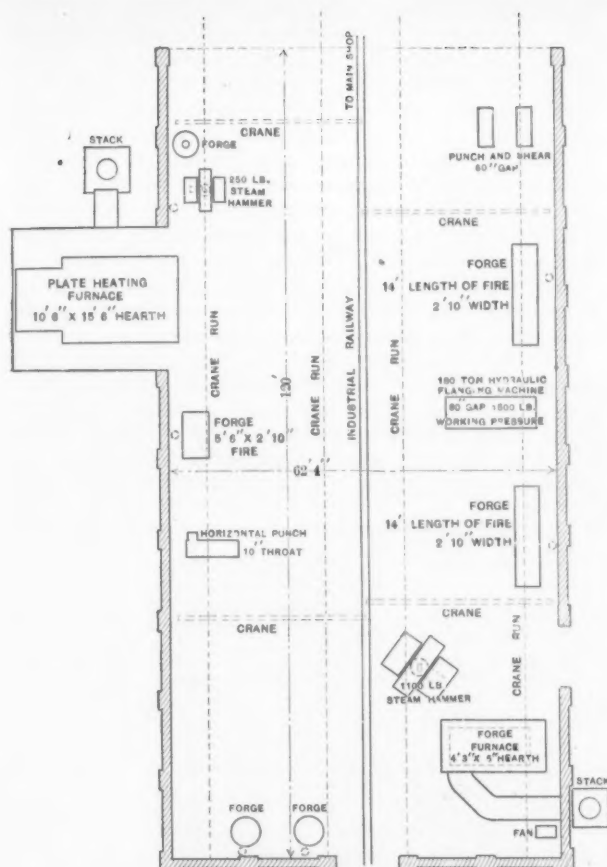 TO MAIN SHOP
CRANE
STACK
FORGE
250 LB.
STEAM
HAMMER
PUNCH AND SHEAR
60" GAP
CRANE
PLATE HEATING
FURNACE
10'6" X 15'6" HEARTH
FORGE
14' LENGTH OF FIRE
2'10" WIDTH
CRANE RUN
CRANE RUN
INDUSTRIAL RAILWAY
CRANE RUN
180'
FORGE
5'6" X 2'10"
FIRE
HYDRAULIC
FLANGING MACHINE
GAP 1500 LB.
WORKING PRESSURE
62'4"
HORIZONTAL PUNCH
10" THROAT
FORGE
14' LENGTH OF FIRE
2'10" WIDTH
CRANE
CRANE
CRANE RUN
1100 LB.
STEAM HAMMER
FORGE
FURNACE
4'3" X 5" HEARTH
STACK
FORGE
FORGE
FAN